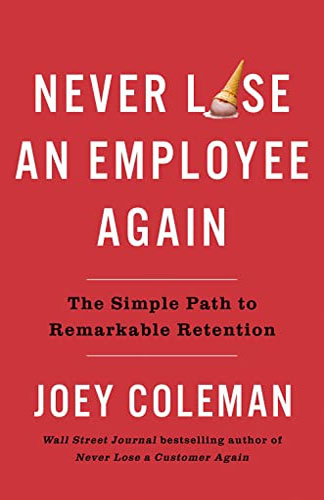 NEVER LOSE
AN EMPLOYEE
AGAIN
The Simple Path to
Remarkable Retention
JOEY COLEMAN
Wall Street Journal bestselling author of
Never Lose a Customer Again